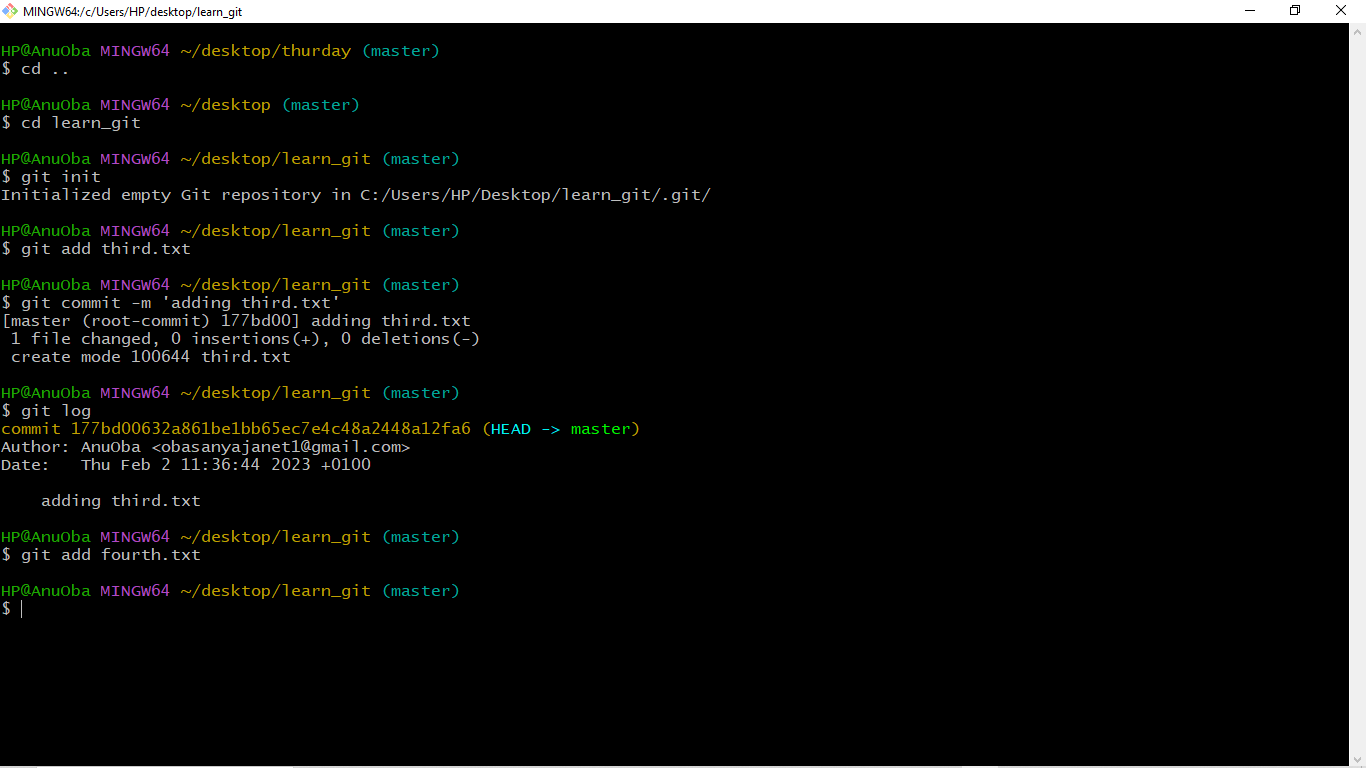 MINGW64:/c/Users/HP/desktop/learn_git
HP@AnuOba MINGW64 ~/desktop/thurday (master)
$ cd ..
HP@AnuOba MINGW64 ~/desktop (master)
$ cd learn_git
HP@AnuOba MINGW64 ~/desktop/learn_git (master)
$ git init
Initialized empty Git repository in C:/Users/HP/Desktop/learn_git/.git/
HP@AnuOba MINGW64 ~/desktop/learn_git (master)
$ git add third.txt
HP@AnuOba MINGW64 ~/desktop/learn_git (master)
$ git commit -m 'adding third.txt'
[master (root-commit) 177bd00] adding third.txt
 1 file changed, 0 insertions(+), 0 deletions(-)
 create mode 100644 third.txt
HP@AnuOba MINGW64 ~/desktop/learn_git (master)
$ git log
commit 177bd00632a861be1bb65ec7e4c48a2448a12fa6 (HEAD -> master)
Author: AnuOba <obasanyajanet1@gmail.com>
Date:   Thu Feb 2 11:36:44 2023 +0100
    adding third.txt
HP@AnuOba MINGW64 ~/desktop/learn_git (master)
$ git add fourth.txt
HP@AnuOba MINGW64 ~/desktop/learn_git (master)
$